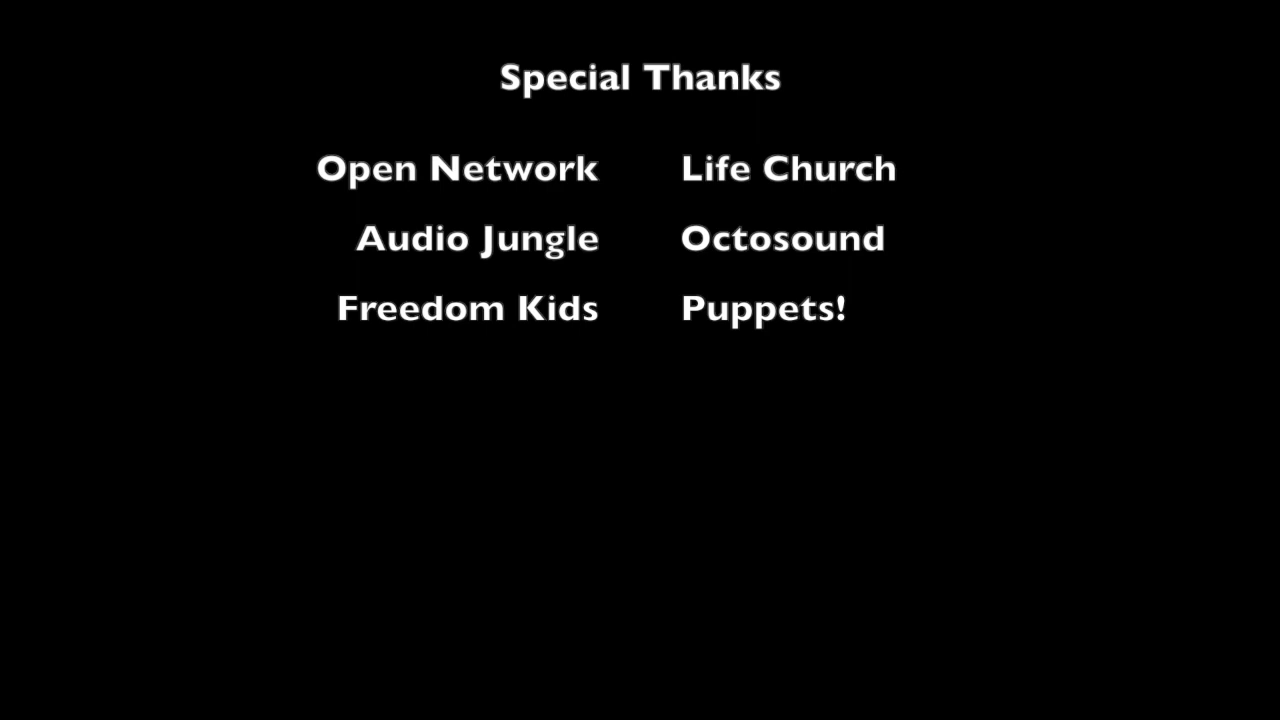 Special Thanks
Open Network Life Church
Audio Jungle Octosound
Freedom Kids Puppets!